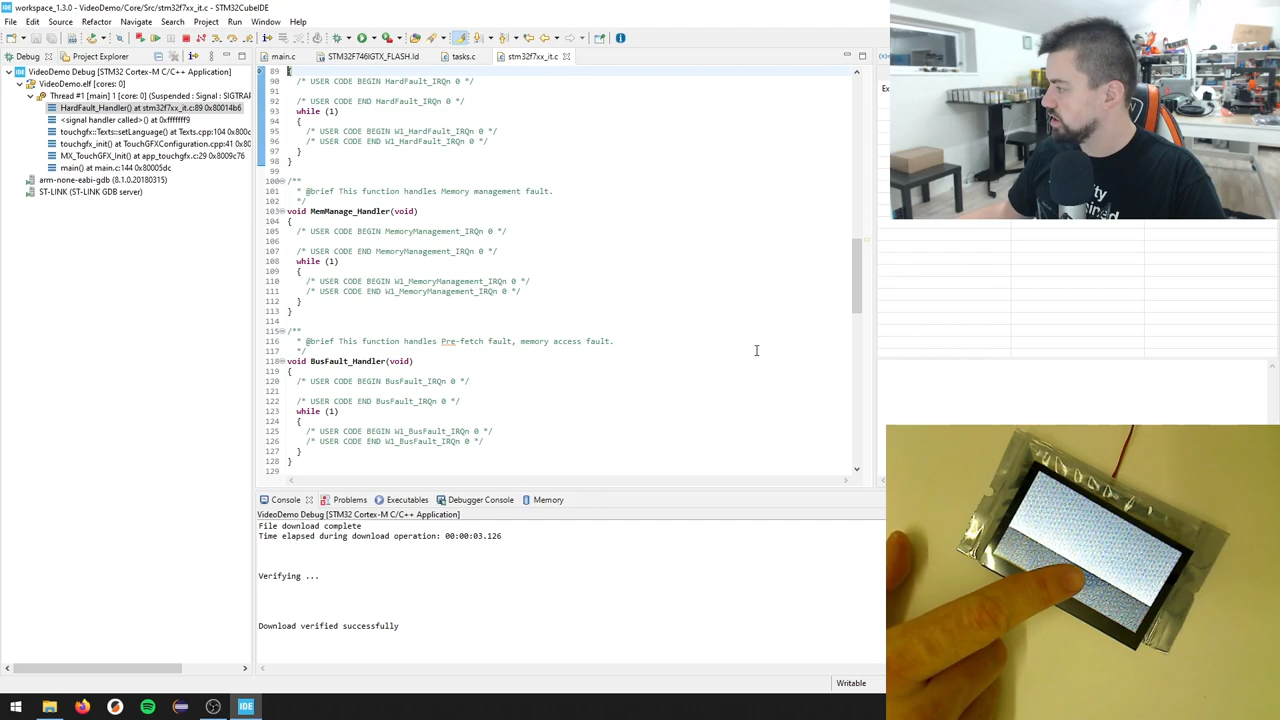 workspace_1.3.0 - VideoDemo/Core/Src/stm32f7xx_it.c - STM32CubeIDE
File Edit Source Refactor Navigate Search Project Run Window Help
Debug Project Explorer
VideoDemo Debug [STM32 Cortex-M C/C++ Application]
VideoDemo.elf [cores: 0]
Thread #1 [main] 1 [core: 0] (Suspended : Signal : SIGTRAP
HardFault_Handler() at stm32f7xx_it.c:89 0x80014b6
<signal handler called>() at 0xfffffff9
touchgfx::Texts::setLanguage() at Texts.cpp:104 0x800c
touchgfx_init() at TouchGFXConfiguration.cpp:41 0x80
MX_TouchGFX_Init() at app_touchgfx.c:29 0x8009c76
main() at main.c:144 0x80005dc
arm-none-eabi-gdb (8.1.0.20180315)
ST-LINK (ST-LINK GDB server)
main.c STM32F746IGTX_FLASH.ld tasks.c stm32f7xx_it.c
89 {
90 /* USER CODE BEGIN HardFault_IRQn 0 */
91
92 /* USER CODE END HardFault_IRQn 0 */
93 while (1)
94 {
95 /* USER CODE BEGIN W1_HardFault_IRQn 0 */
96 /* USER CODE END W1_HardFault_IRQn 0 */
97 }
98 }
99
100 /**
101 * @brief This function handles Memory management fault.
102 */
103 void MemManage_Handler(void)
104 {
105 /* USER CODE BEGIN MemoryManagement_IRQn 0 */
106
107 /* USER CODE END MemoryManagement_IRQn 0 */
108 while (1)
109 {
110 /* USER CODE BEGIN W1_MemoryManagement_IRQn 0 */
111 /* USER CODE END W1_MemoryManagement_IRQn 0 */
112 }
113 }
114
115 /**
116 * @brief This function handles Pre-fetch fault, memory access fault.
117 */
118 void BusFault_Handler(void)
119 {
120 /* USER CODE BEGIN BusFault_IRQn 0 */
121
122 /* USER CODE END BusFault_IRQn 0 */
123 while (1)
124 {
125 /* USER CODE BEGIN W1_BusFault_IRQn 0 */
126 /* USER CODE END W1_BusFault_IRQn 0 */
127 }
128 }
129
Console Problems Executables Debugger Console Memory
VideoDemo Debug [STM32 Cortex-M C/C++ Application]
File download complete
Time elapsed during download operation: 00:00:03.126
Verifying ...
Download verified successfully
Writable
IDE